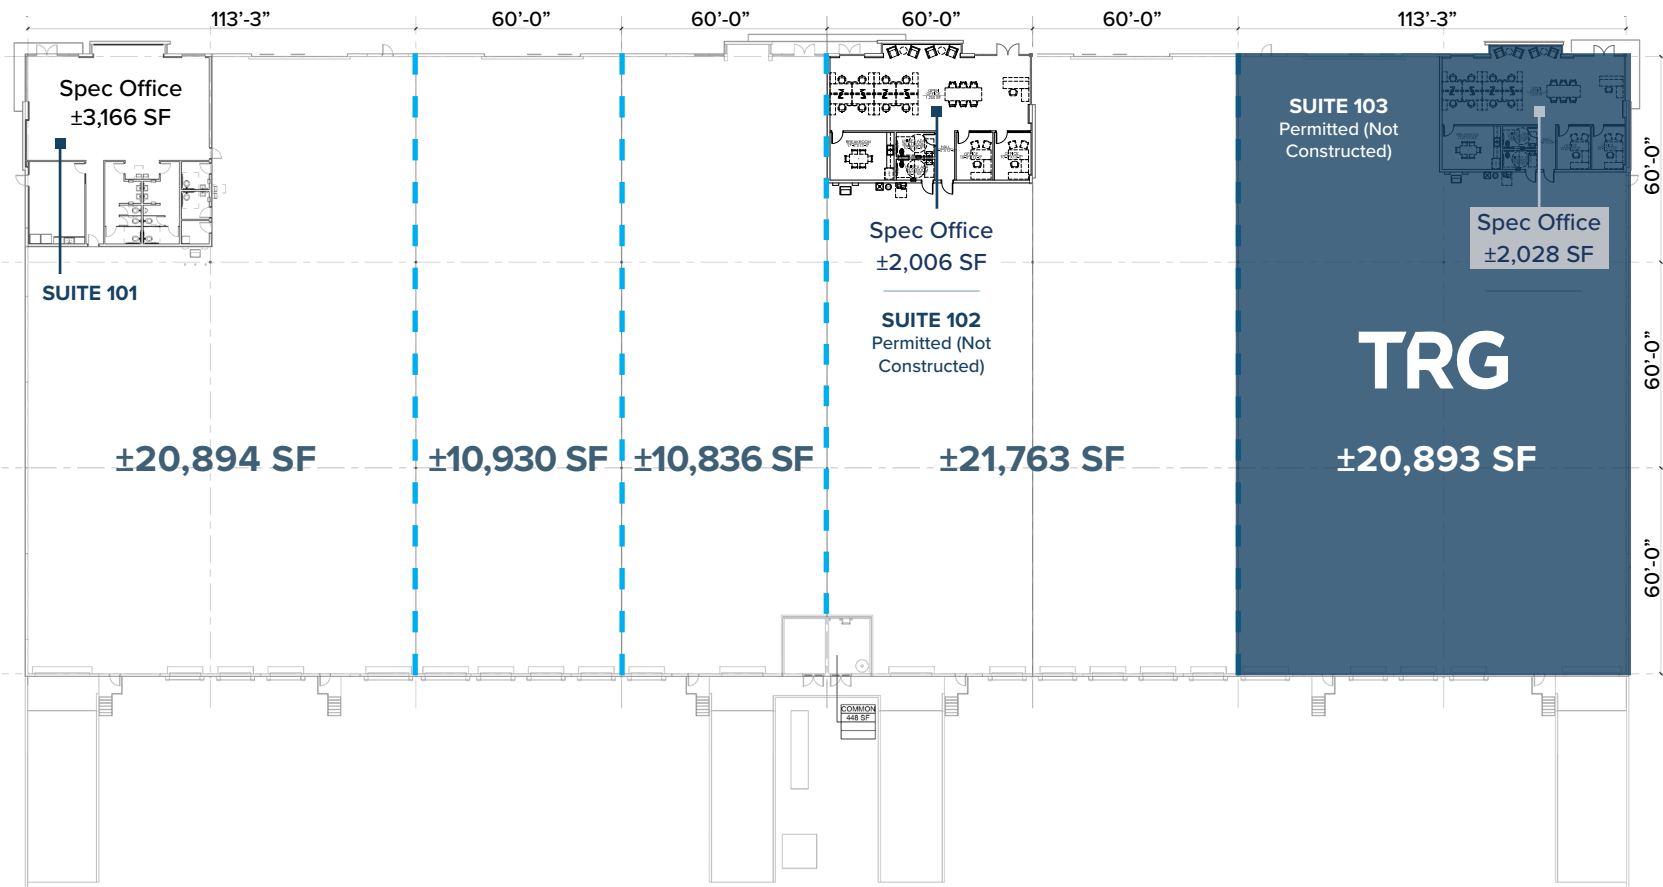 113’-3”
60’-0”
60’-0”
60’-0”
60’-0”
113’-3”
Spec Office
±3,166 SF
SUITE 101
Spec Office
±2,006 SF
SUITE 102
Permitted (Not
Constructed)
SUITE 103
Permitted (Not
Constructed)
Spec Office
±2,028 SF
TRG
60’-0”
60’-0”
60’-0”
±20,894 SF
±10,930 SF
±10,836 SF
±21,763 SF
±20,893 SF
COMMON
448 SF